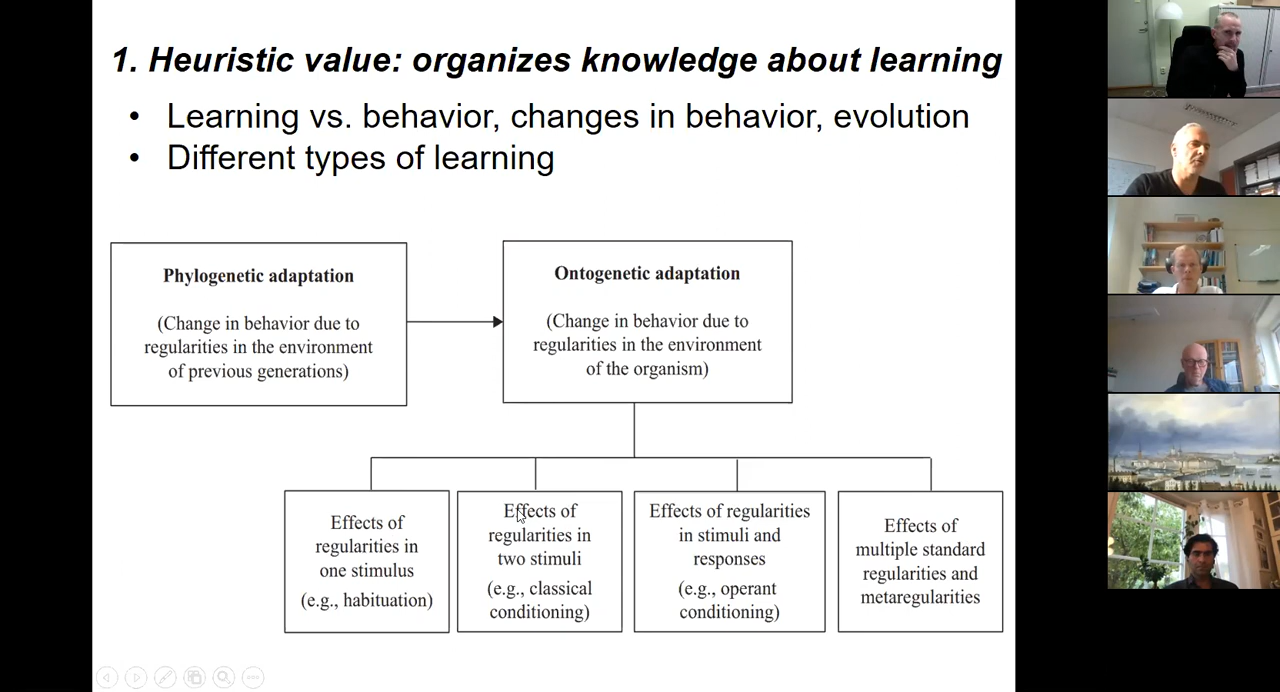 1. Heuristic value: organizes knowledge about learning
• Learning vs. behavior, changes in behavior, evolution
• Different types of learning
Phylogenetic adaptation
(Change in behavior due to
regularities in the environment
of previous generations)
Ontogenetic adaptation
(Change in behavior due to
regularities in the environment
of the organism)
Effects of
regularities in
one stimulus
(e.g., habituation)
Effects of
regularities in
two stimuli
(e.g., classical
conditioning)
Effects of regularities
in stimuli and
responses
(e.g., operant
conditioning)
Effects of
multiple standard
regularities and
metaregularities